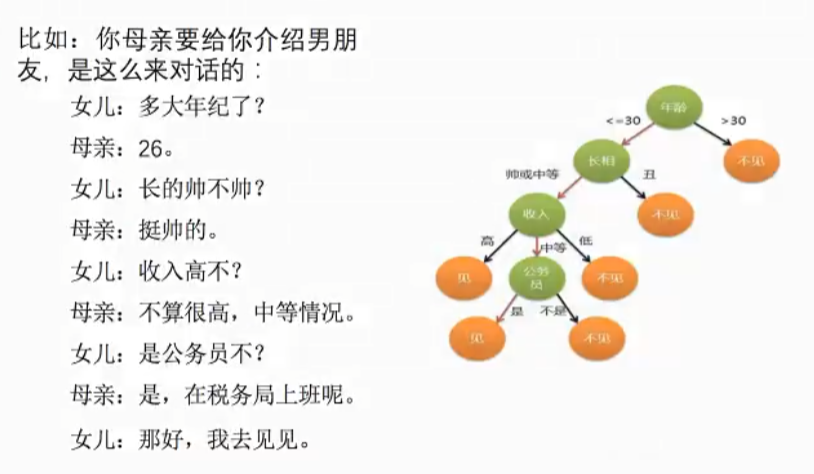 比如：你母亲要给你介绍男朋
友，是这么来对话的：
女儿：多大年纪了？
母亲：26。
女儿：长的帅不帅？
母亲：挺帅的。
女儿：收入高不？
母亲：不算很高，中等情况。
女儿：是公务员不？
母亲：是，在税务局上班呢。
女儿：那好，我去见见。
年龄
<=30
>30
长相
不见
帅或中等
丑
收入
不见
高
中等
低
见
公务
员
不见
是
不是
见
不见